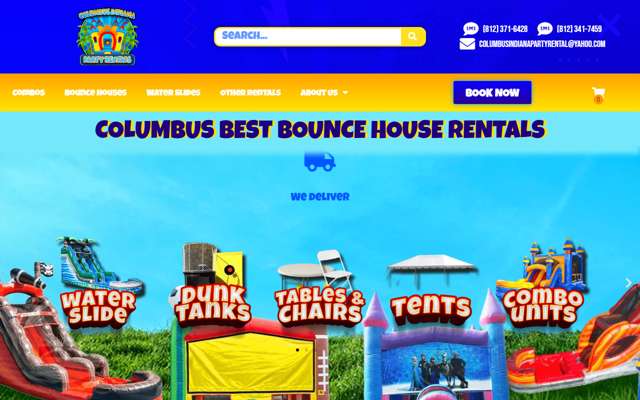 COLUMBUS INDIANA
PARTY RENTALS
Search...
SMS (812) 371-6428
SMS (812) 341-7459
COLUMBUSINDIANAPARTYRENTAL@YAHOO.COM
Combos
Bounce Houses
Water Slides
Other Rentals
About Us
Book Now
0
Columbus Best Bounce House Rentals
We Deliver
WATER
SLIDE
DUNK
TANKS
TABLES &
CHAIRS
TENTS
COMBO
UNITS